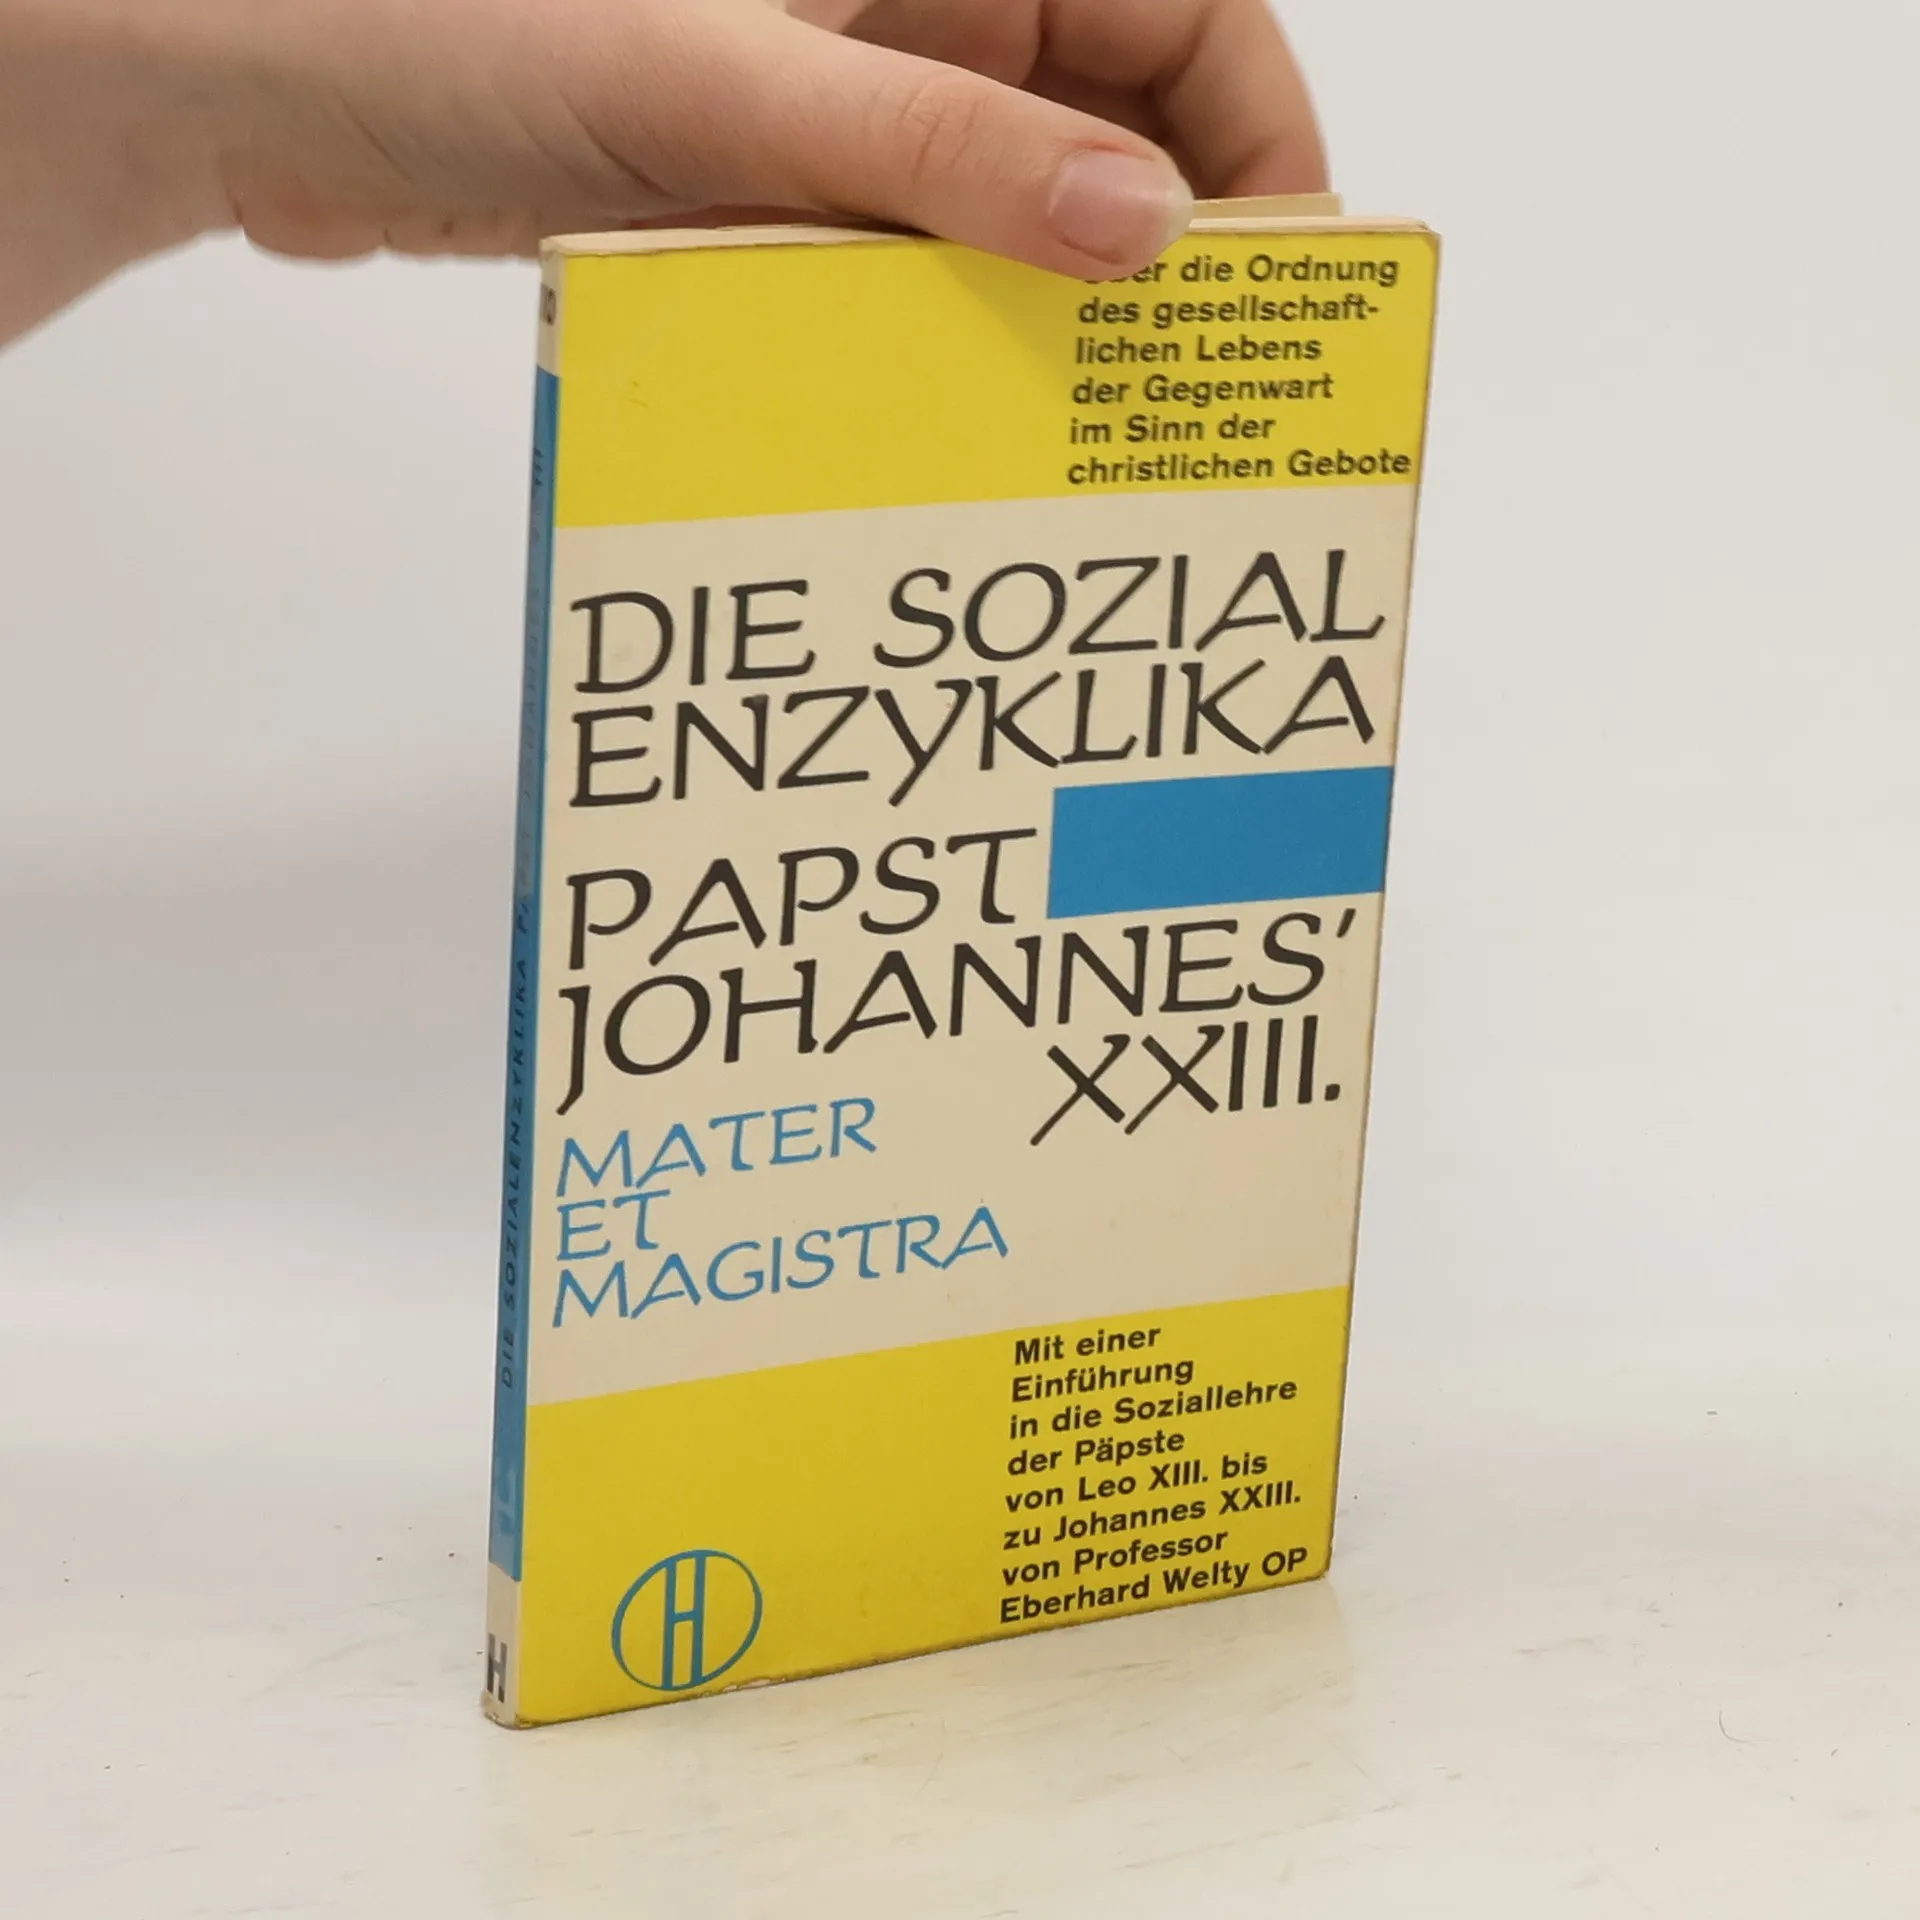 die Ordnung
des gesellschaft-
lichen Lebens
der Gegenwart
im Sinn der
christlichen Gebote
DIE SOZIAL
ENZYKLIKA
PAPST
JOHANNES'
XXIII.
MATER
ET
MAGISTRA
Mit einer
Einführung
in die Soziallehre
der Päpste
von Leo XIII. bis
zu Johannes XXIII.
von Professor
Eberhard Welty OP
H
DIE SOZIALENZYKLIKA
H